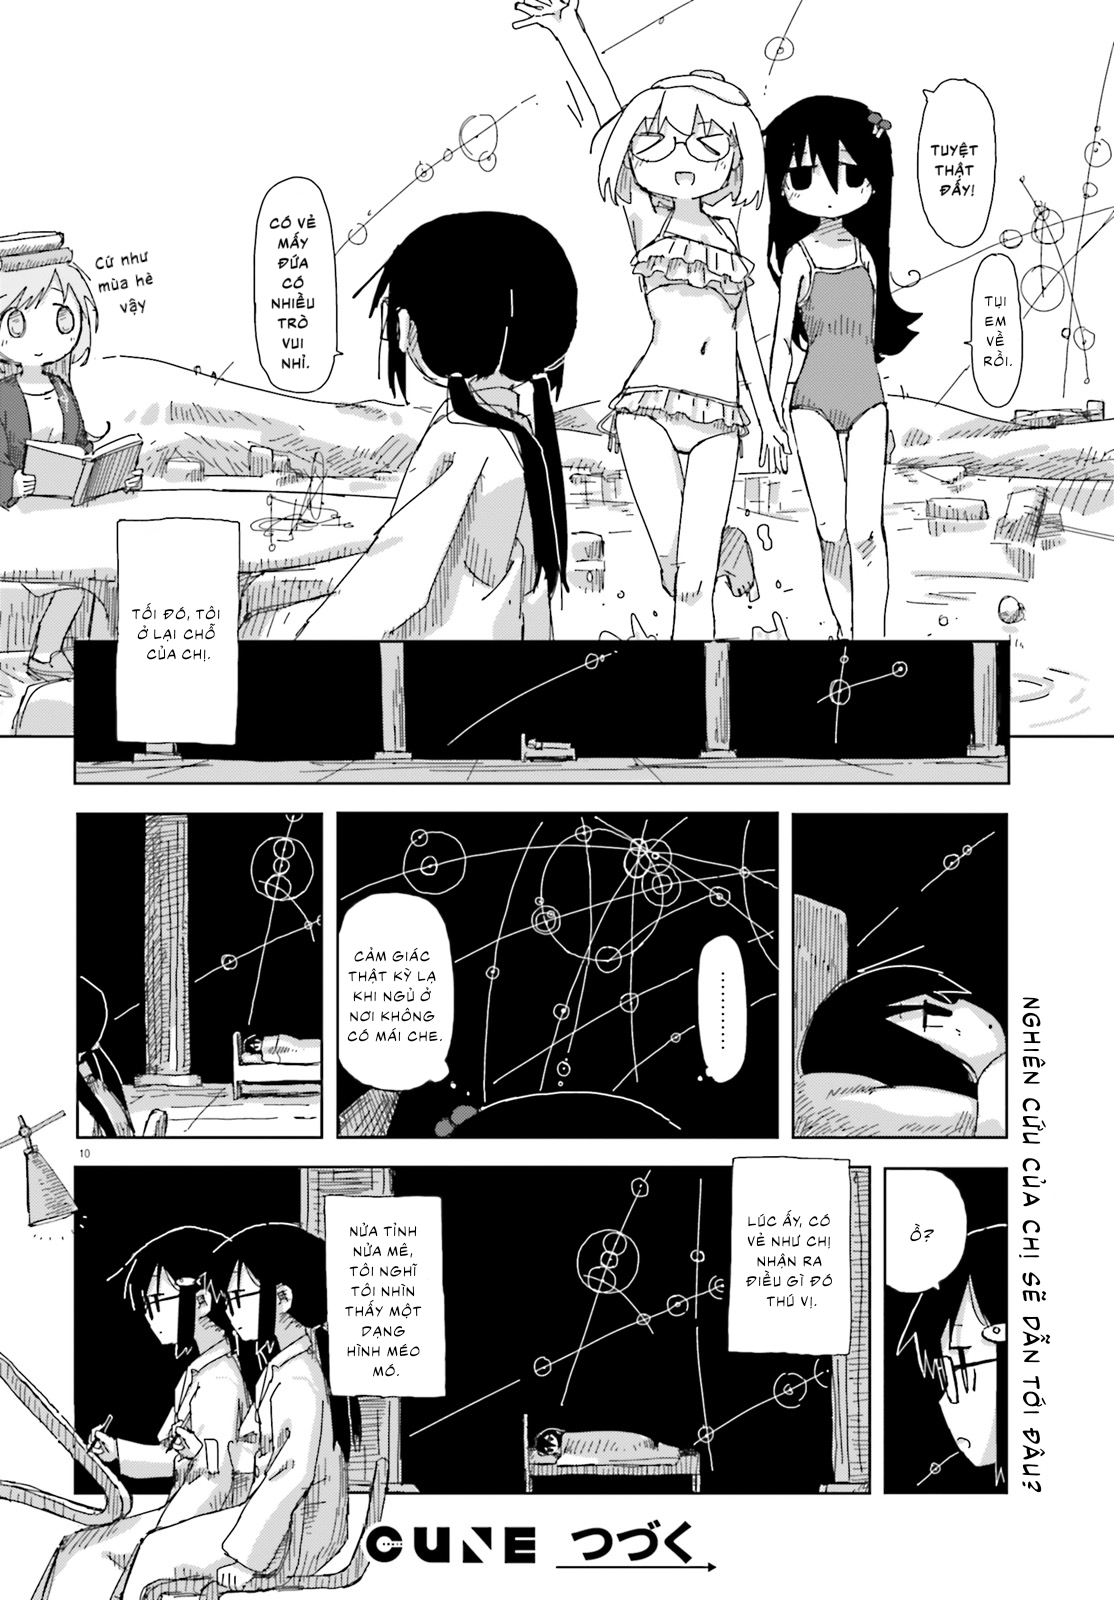 TUYỆT
THẬT
ĐẤY!
TỤI
EM
VỀ
RỒI.
CÓ VẺ
MẤY
ĐỨA
CÓ
NHIỀU
TRÒ
VUI
NHỈ.
Cứ như
mùa hè
vậy
TỐI ĐÓ, TÔI
Ở LẠI CHỖ
CỦA CHỊ.
..........
CẢM GIÁC
THẬT KỲ LẠ
KHI NGỦ Ở
NƠI KHÔNG
CÓ MÁI CHE.
10
Ồ?
LÚC ẤY, CÓ
VẺ NHƯ CHỊ
NHẬN RA
ĐIỀU GÌ ĐÓ
THÚ VỊ.
NỬA TỈNH
NỬA MÊ,
TÔI NGHĨ
TÔI NHÌN
THẤY MỘT
DẠNG
HÌNH MÉO
MÓ.
NGHIÊN CỨU CỦA CHỊ SẼ DẪN TỚI ĐÂU?
CUNE つづく